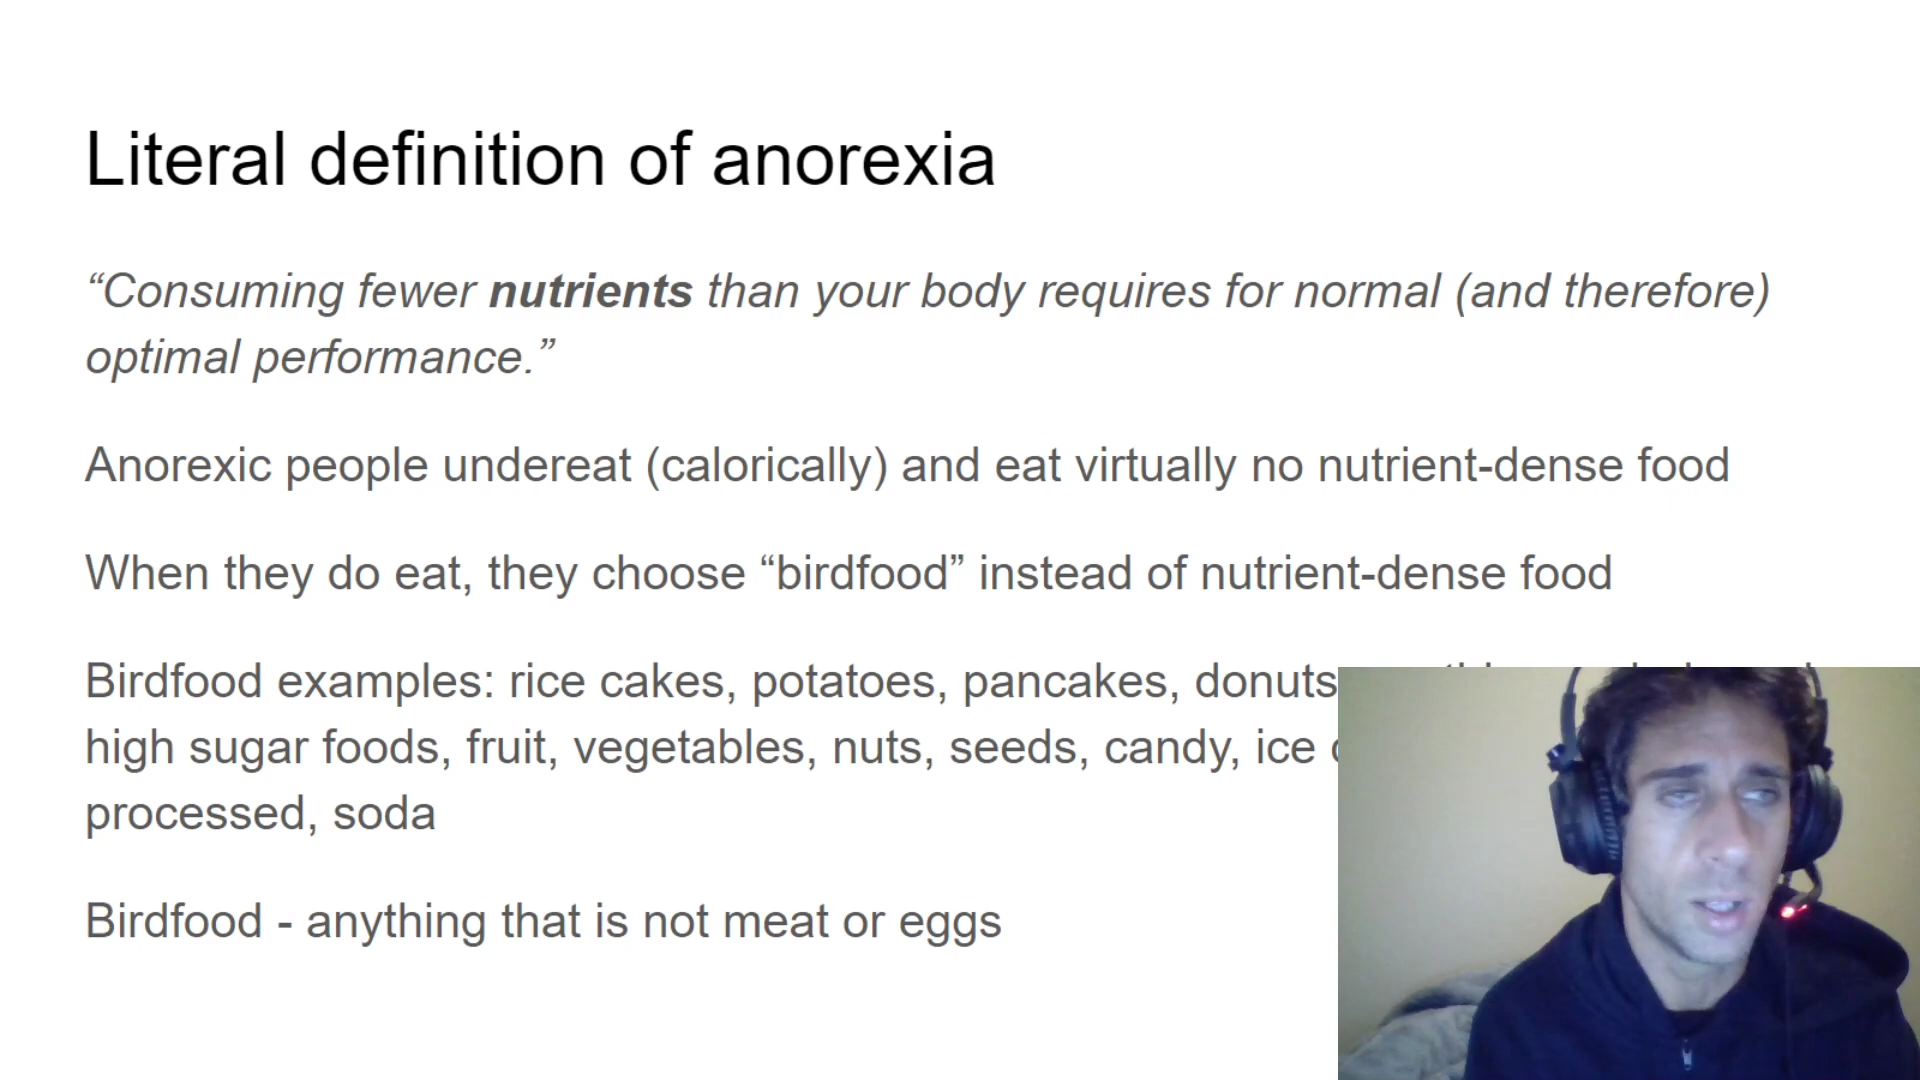 Literal definition of anorexia
“Consuming fewer nutrients than your body requires for normal (and therefore)
optimal performance.”
Anorexic people undereat (calorically) and eat virtually no nutrient-dense food
When they do eat, they choose “birdfood” instead of nutrient-dense food
Birdfood examples: rice cakes, potatoes, pancakes, donuts
high sugar foods, fruit, vegetables, nuts, seeds, candy, ice
processed, soda
Birdfood - anything that is not meat or eggs